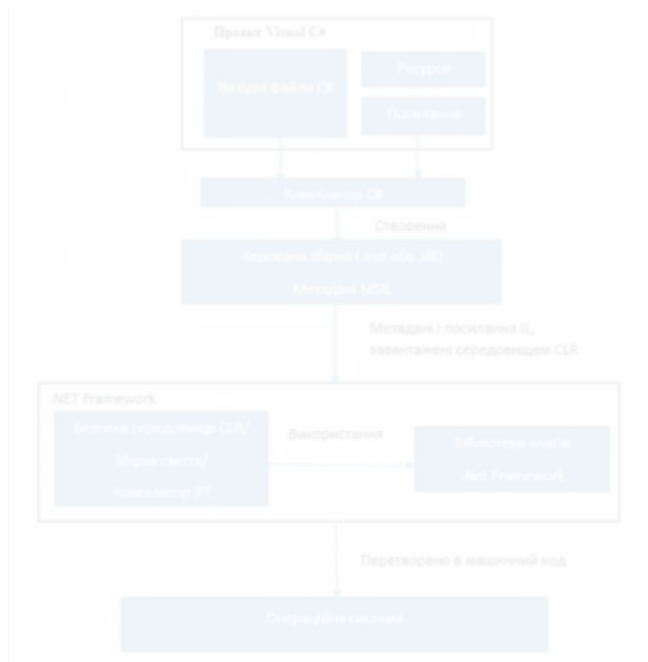 Проект Visual C#
Вихідні файли C#
Ресурси
Посилання
Компілятор C#
Створення
Керована збірка (.exe або .dll)
Метадані MSIL
Метадані і посилання IL,
завантажені середовищем CLR
NET Framework
Безпека середовища CLR/
Збірка сміття/
Компілятор JIT
Використання
Бібліотеки класів
Net Framework
Перетворено в машинний код
Операційна система